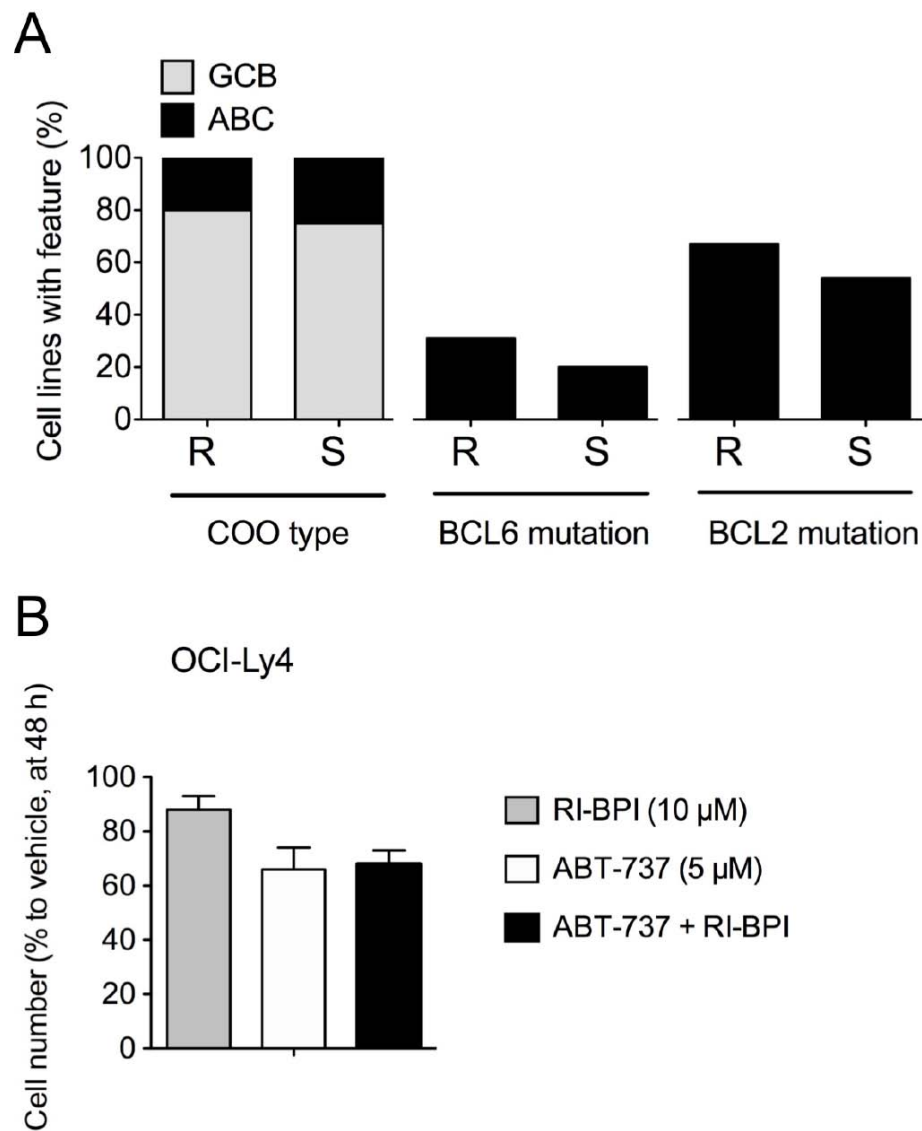 A
GCB
ABC
Cell lines with feature (%)
100
80
60
40
20
0
R S R S R S
COO type BCL6 mutation BCL2 mutation
B
OCI-Ly4
Cell number (% to vehicle, at 48 h)
100
80
60
40
20
0
RI-BPI (10 µM)
ABT-737 (5 µM)
ABT-737 + RI-BPI